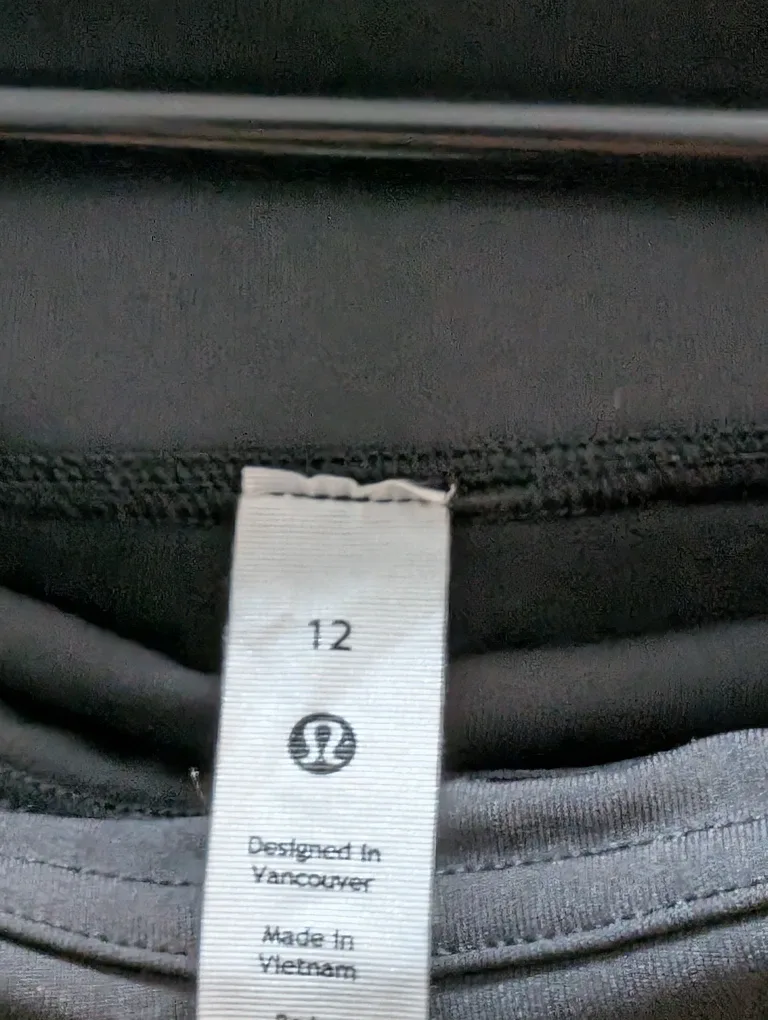 12
Designed in
Vancouver
Made in
Vietnam